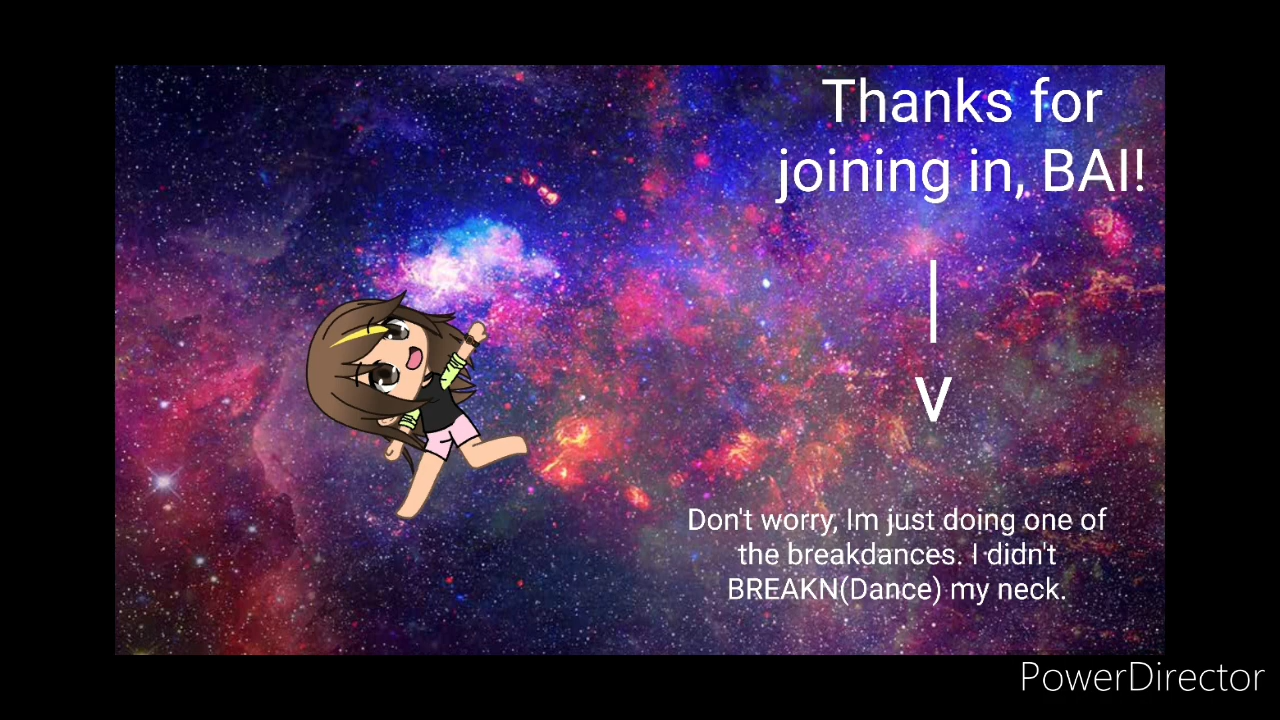 Thanks for
joining in, BAI!
|
V
Don't worry, Im just doing one of
the breakdances. I didn't
BREAKN(Dance) my neck.
PowerDirector